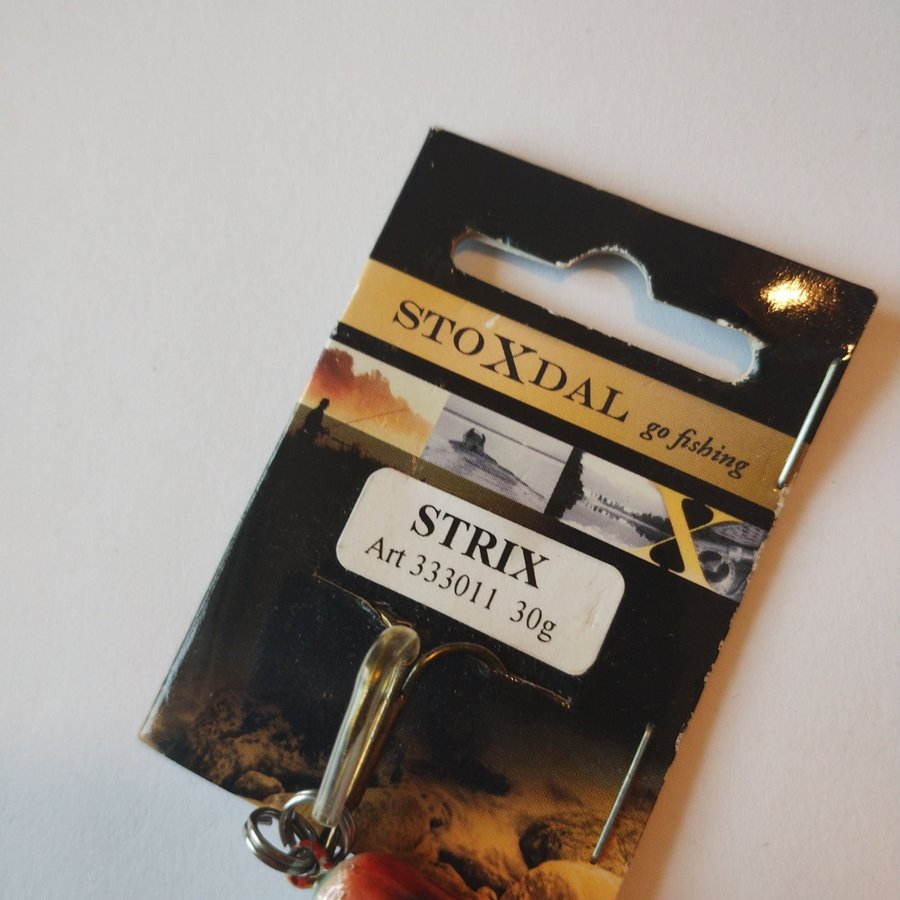 STOXDAL go fishing
STRIX
Art 333011 30g